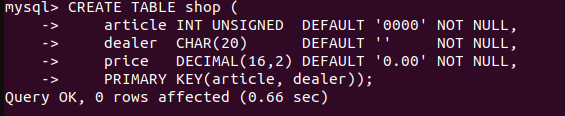 mysql> CREATE TABLE shop (
    ->     article INT UNSIGNED  DEFAULT '0000' NOT NULL,
    ->     dealer  CHAR(20)      DEFAULT ''     NOT NULL,
    ->     price   DECIMAL(16,2) DEFAULT '0.00' NOT NULL,
    ->     PRIMARY KEY(article, dealer));
Query OK, 0 rows affected (0.66 sec)